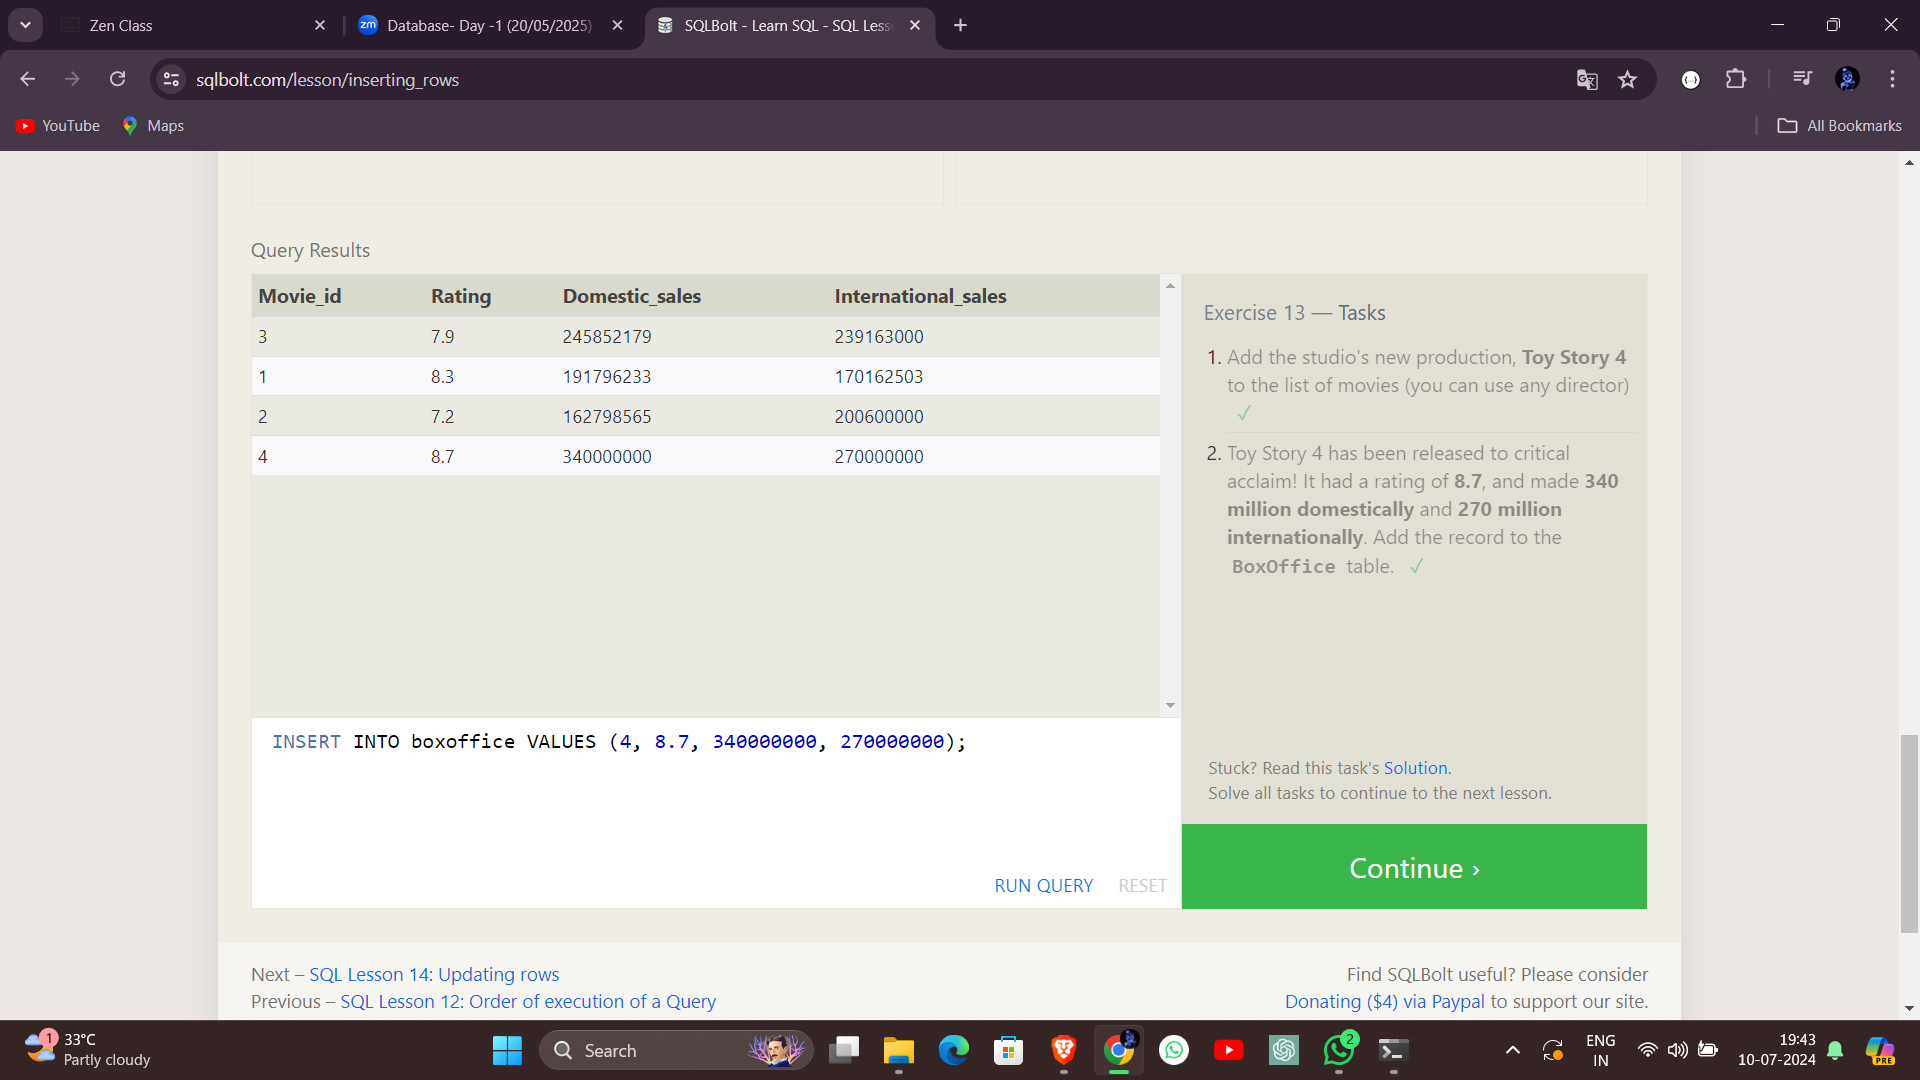 Zen Class
zm Database- Day -1 (20/05/2025)
SQLBolt - Learn SQL - SQL Less
sqlbolt.com/lesson/inserting_rows
YouTube
Maps
All Bookmarks
Query Results
Movie_id Rating Domestic_sales International_sales
3 7.9 245852179 239163000
1 8.3 191796233 170162503
2 7.2 162798565 200600000
4 8.7 340000000 270000000
Exercise 13 — Tasks
1. Add the studio's new production, Toy Story 4
to the list of movies (you can use any director)
✓
2. Toy Story 4 has been released to critical
acclaim! It had a rating of 8.7, and made 340
million domestically and 270 million
internationally. Add the record to the
BoxOffice table. ✓
INSERT INTO boxoffice VALUES (4, 8.7, 340000000, 270000000);
RUN QUERY RESET
Stuck? Read this task's Solution.
Solve all tasks to continue to the next lesson.
Continue ›
Next – SQL Lesson 14: Updating rows
Previous – SQL Lesson 12: Order of execution of a Query
Find SQLBolt useful? Please consider
Donating ($4) via Paypal to support our site.
1
33°C
Partly cloudy
Search
2
ENG
IN
19:43
10-07-2024
PRE